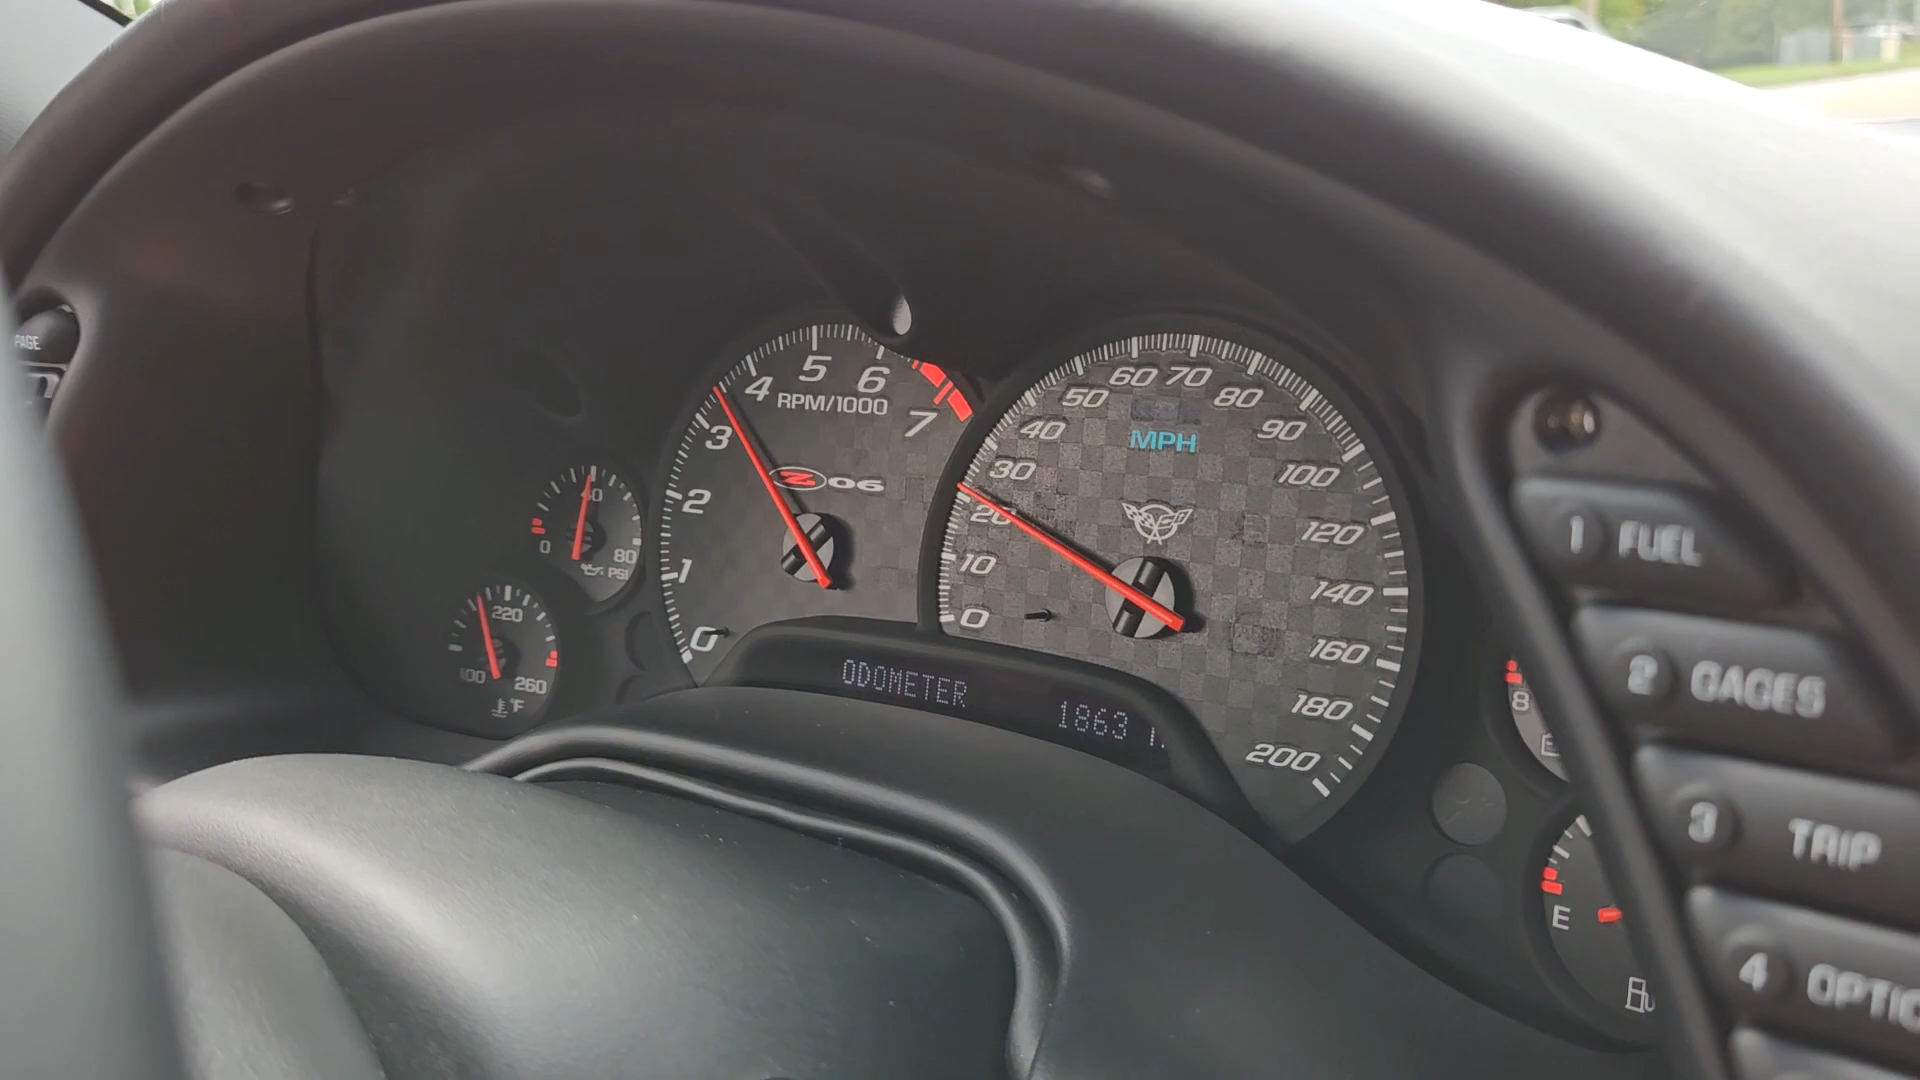 PAGE
4 5 6
RPM/1000
3 7
2
1
0
Z06
60 70
50 80
40 MPH 90
30 100
20 120
10 140
0 160
180
200
40
0 80
PSI
220
100 260
°F
ODOMETER 1863
8
E
1 FUEL
2 GAGES
3 TRIP
4